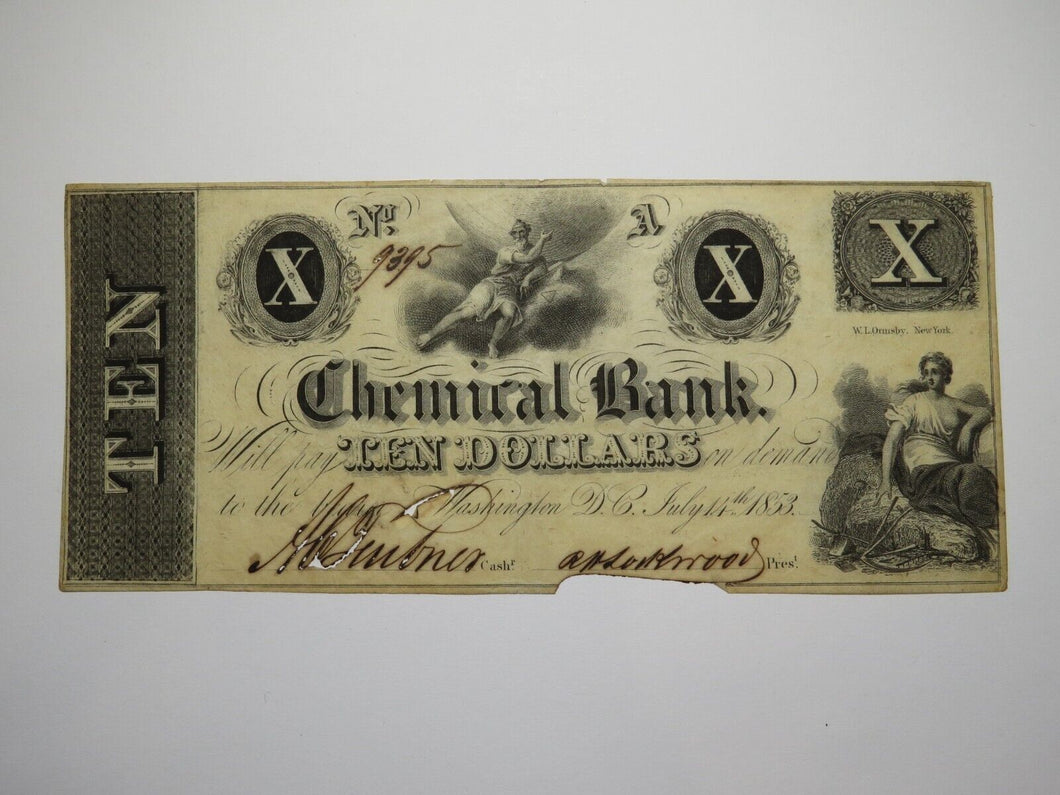 TEN
No. A
9395
X X X
W.L.Ormsby. New York.
Chemical Bank.
Will pay TEN DOLLARS on demand
to the Washington D.C. July 14th 1853.
Cashr. Prest.